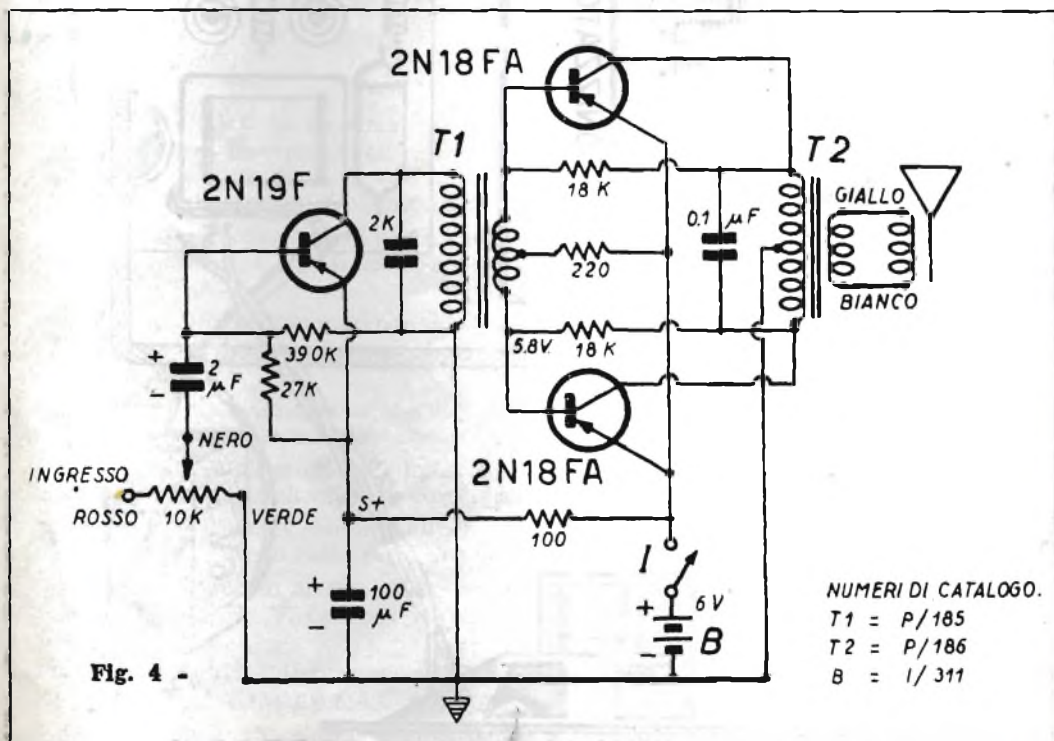 2N18FA
T1
T2
2N19F
18 K
GIALLO
2K
0.1 µF
220
BIANCO
390K
5.8V.
18 K
+
2
µF
-
27K
NERO
2N18FA
INGRESSO
ROSSO
10K
VERDE
S+
100
I
+
100
µF
-
+
6V
B
-
NUMERI DI CATALOGO.
T1 = P/185
T2 = P/186
B = I/311
Fig. 4 -